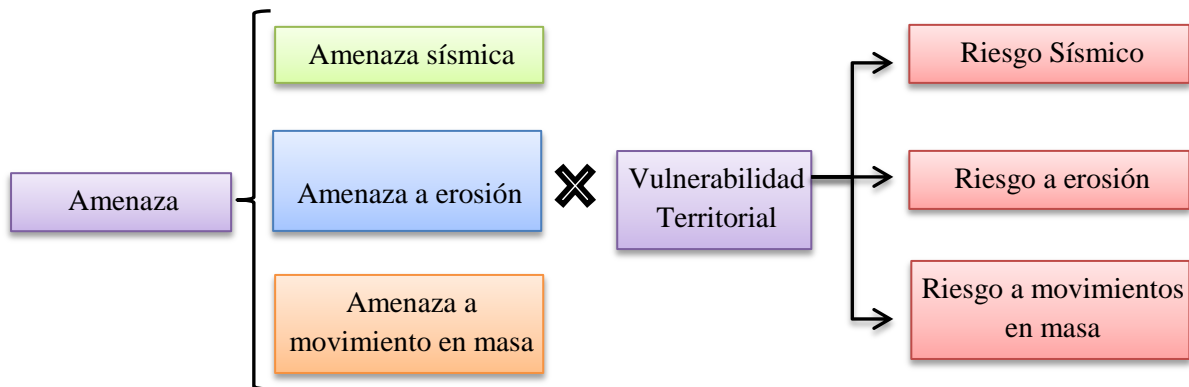 Amenaza
Amenaza sísmica
Amenaza a erosión
Amenaza a
movimiento en masa
Vulnerabilidad
Territorial
Riesgo Sísmico
Riesgo a erosión
Riesgo a movimientos
en masa